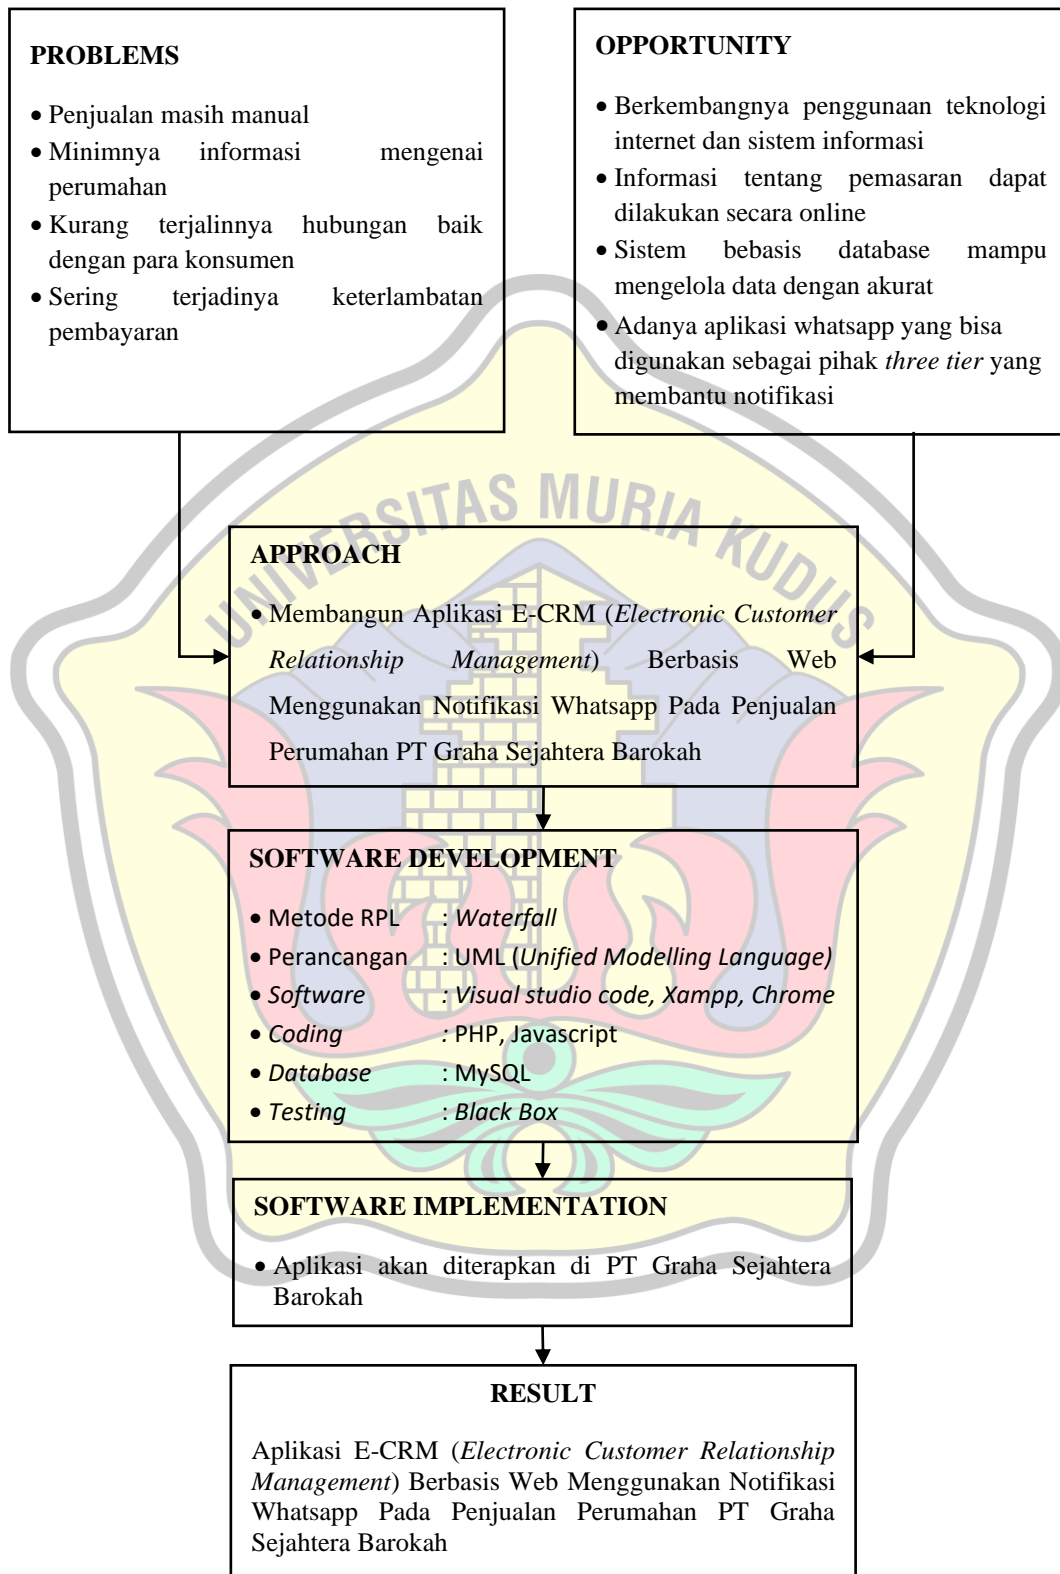 PROBLEMS
• Penjualan masih manual
• Minimnya informasi mengenai
perumahan
• Kurang terjalinnya hubungan baik
dengan para konsumen
• Sering terjadinya keterlambatan
pembayaran
OPPORTUNITY
• Berkembangnya penggunaan teknologi
internet dan sistem informasi
• Informasi tentang pemasaran dapat
dilakukan secara online
• Sistem bebasis database mampu
mengelola data dengan akurat
• Adanya aplikasi whatsapp yang bisa
digunakan sebagai pihak three tier yang
membantu notifikasi
UNIVERSITAS MURIA KUDUS
APPROACH
• Membangun Aplikasi E-CRM (Electronic Customer
Relationship Management) Berbasis Web
Menggunakan Notifikasi Whatsapp Pada Penjualan
Perumahan PT Graha Sejahtera Barokah
SOFTWARE DEVELOPMENT
• Metode RPL : Waterfall
• Perancangan : UML (Unified Modelling Language)
• Software : Visual studio code, Xampp, Chrome
• Coding : PHP, Javascript
• Database : MySQL
• Testing : Black Box
SOFTWARE IMPLEMENTATION
• Aplikasi akan diterapkan di PT Graha Sejahtera
Barokah
RESULT
Aplikasi E-CRM (Electronic Customer Relationship
Management) Berbasis Web Menggunakan Notifikasi
Whatsapp Pada Penjualan Perumahan PT Graha
Sejahtera Barokah